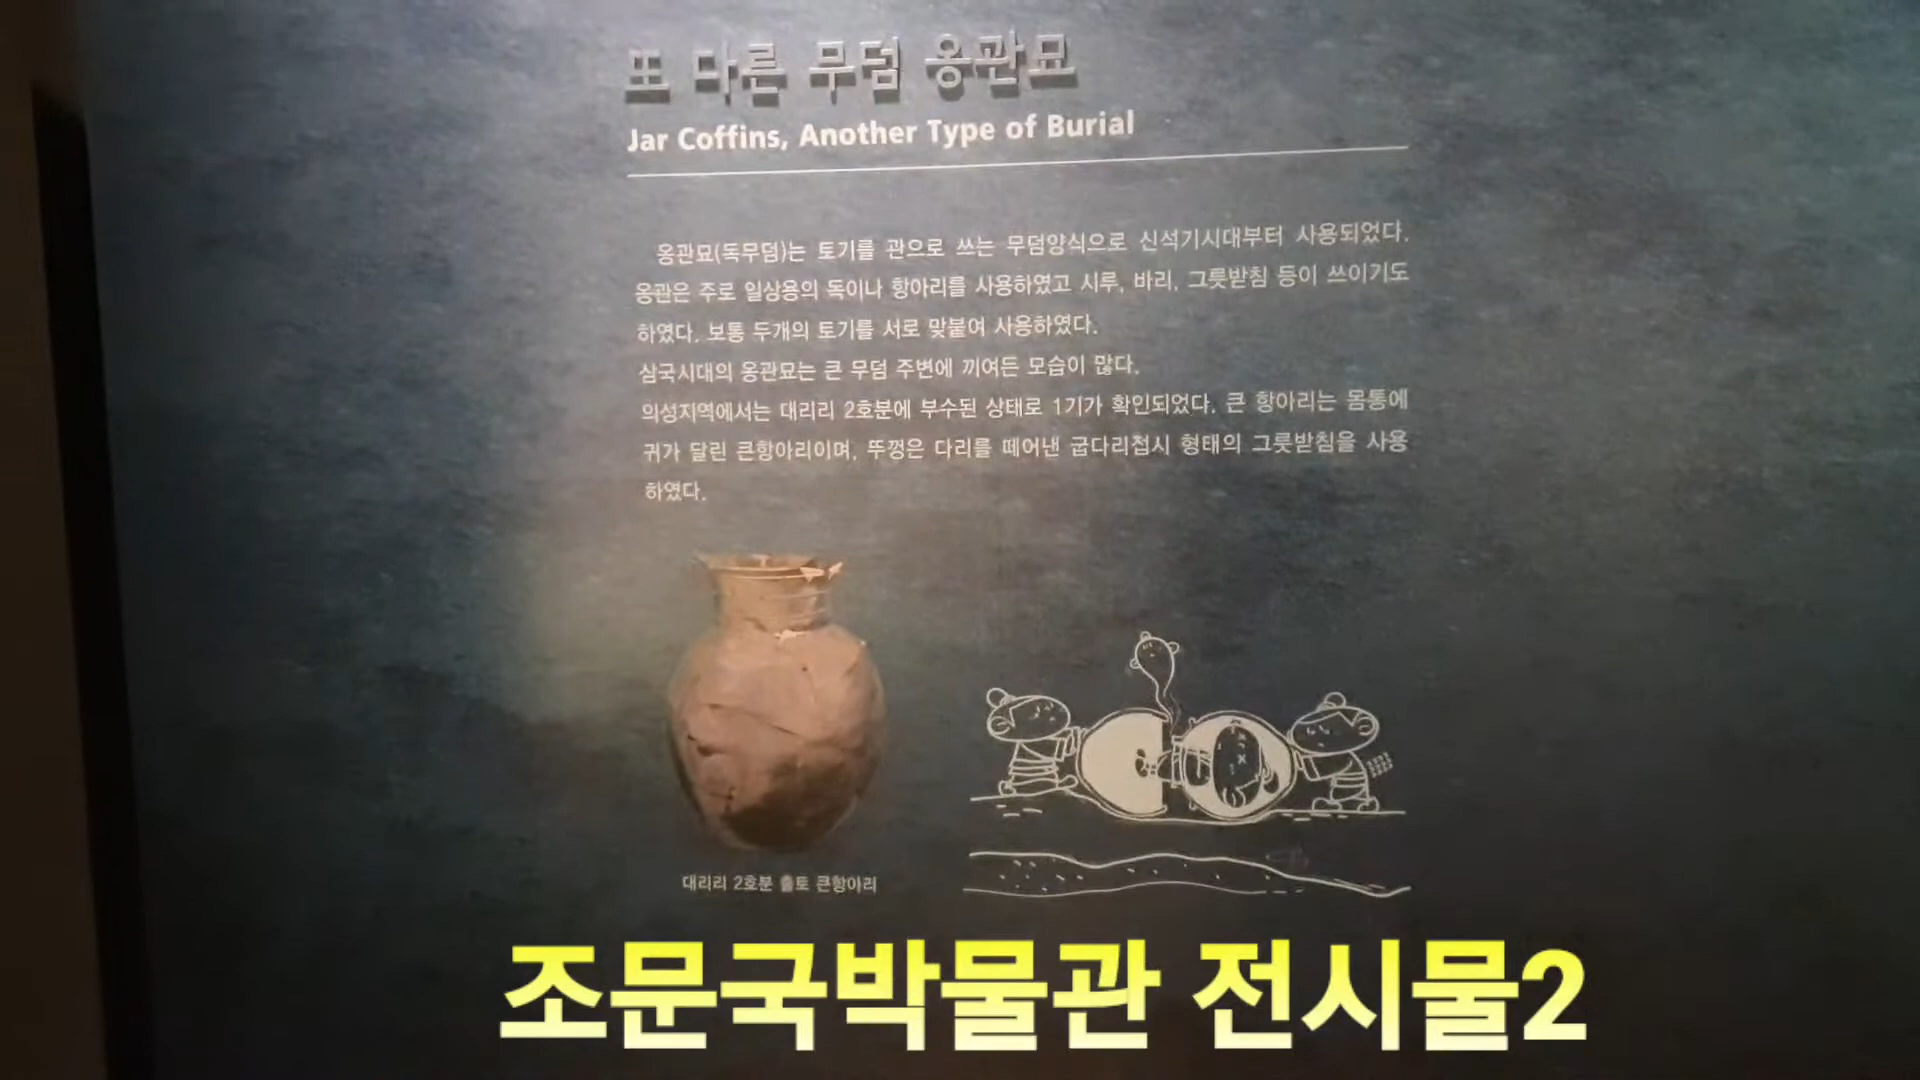 또 다른 무덤 옹관묘
Jar Coffins, Another Type of Burial
옹관묘(독무덤)는 토기를 관으로 쓰는 무덤양식으로 신석기시대부터 사용되었다.
옹관은 주로 일상용의 독이나 항아리를 사용하였고 시루, 바리, 그릇받침 등이 쓰이기도
하였다. 보통 두개의 토기를 서로 맞붙여 사용하였다.
삼국시대의 옹관묘는 큰 무덤 주변에 끼여든 모습이 많다.
의성지역에서는 대리리 2호분에 부수된 상태로 1기가 확인되었다. 큰 항아리는 몸통에
귀가 달린 큰항아리이며, 뚜껑은 다리를 떼어낸 굽다리접시 형태의 그릇받침을 사용
하였다.
대리리 2호분 출토 큰항아리
조문국박물관 전시물2